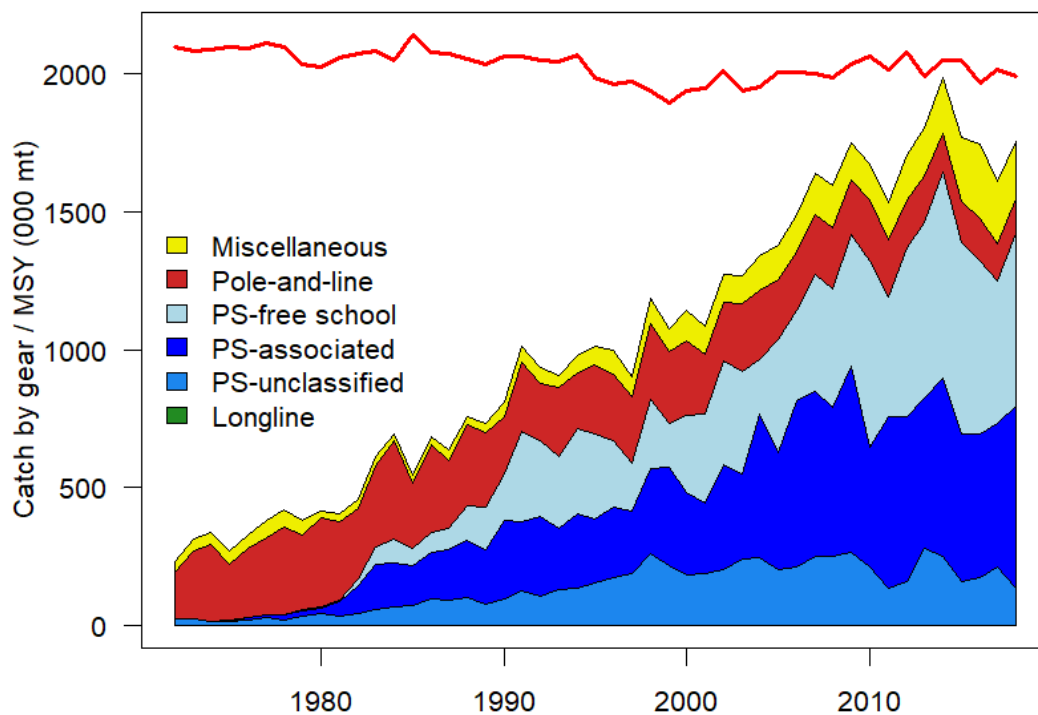 Catch by gear / MSY (000 mt)
2000
1500
1000
500
0
Miscellaneous
Pole-and-line
PS-free school
PS-associated
PS-unclassified
Longline
1980 1990 2000 2010